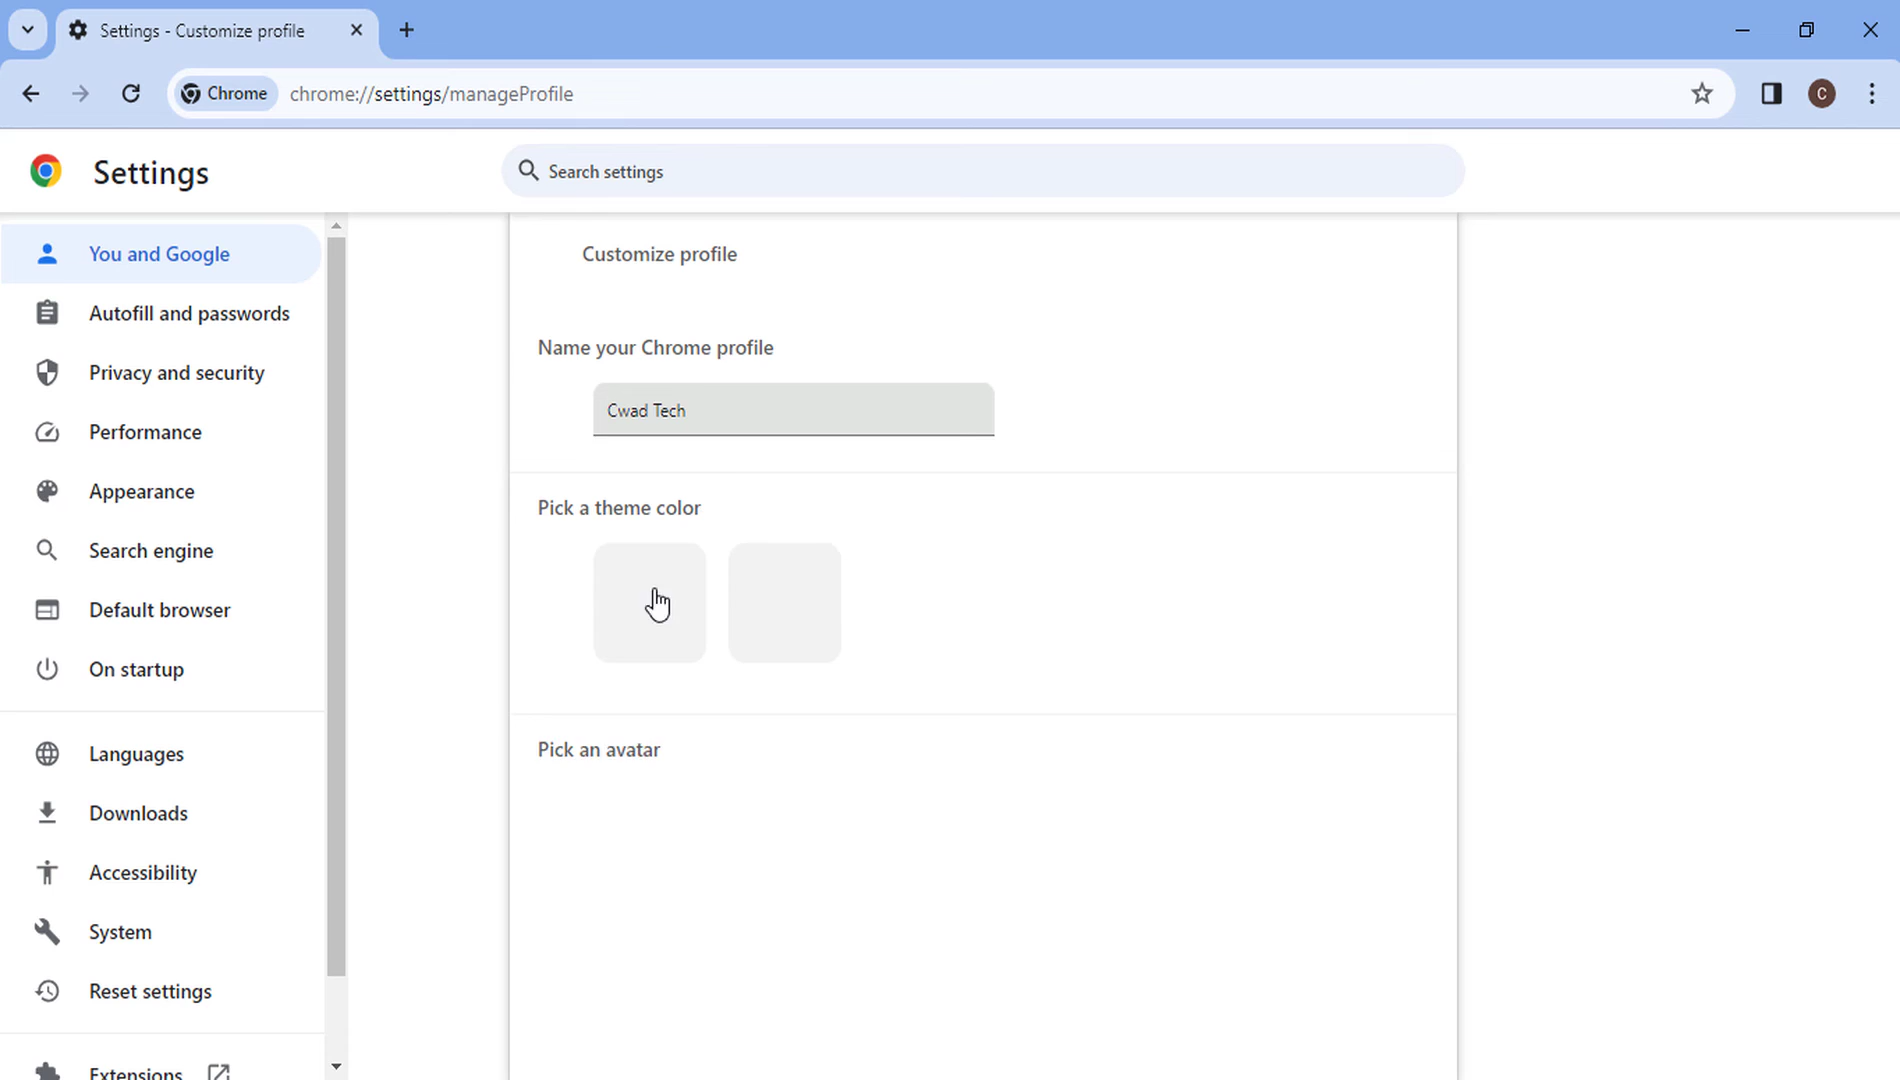 Settings - Customize profile
Chrome
chrome://settings/manageProfile
C
Settings
Search settings
You and Google
Autofill and passwords
Privacy and security
Performance
Appearance
Search engine
Default browser
On startup
Languages
Downloads
Accessibility
System
Reset settings
Extensions
Customize profile
Name your Chrome profile
Cwad Tech
Pick a theme color
Pick an avatar